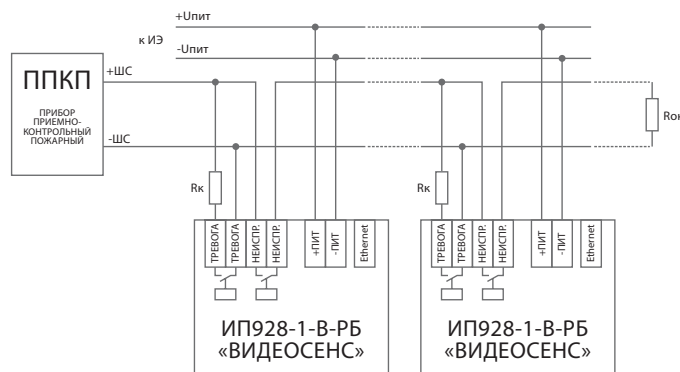 +Uпит
к ИЭ
-Uпит
ППКП
ПРИБОР
ПРИЕМНО-
КОНТРОЛЬНЫЙ
ПОЖАРНЫЙ
+ШС
-ШС
Rок
Rк
Rк
ТРЕВОГА
ТРЕВОГА
НЕИСПР.
НЕИСПР.
+ПИТ
-ПИТ
Ethernet
ТРЕВОГА
ТРЕВОГА
НЕИСПР.
НЕИСПР.
+ПИТ
-ПИТ
Ethernet
ИП928-1-В-РБ
«ВИДЕОСЕНС»
ИП928-1-В-РБ
«ВИДЕОСЕНС»